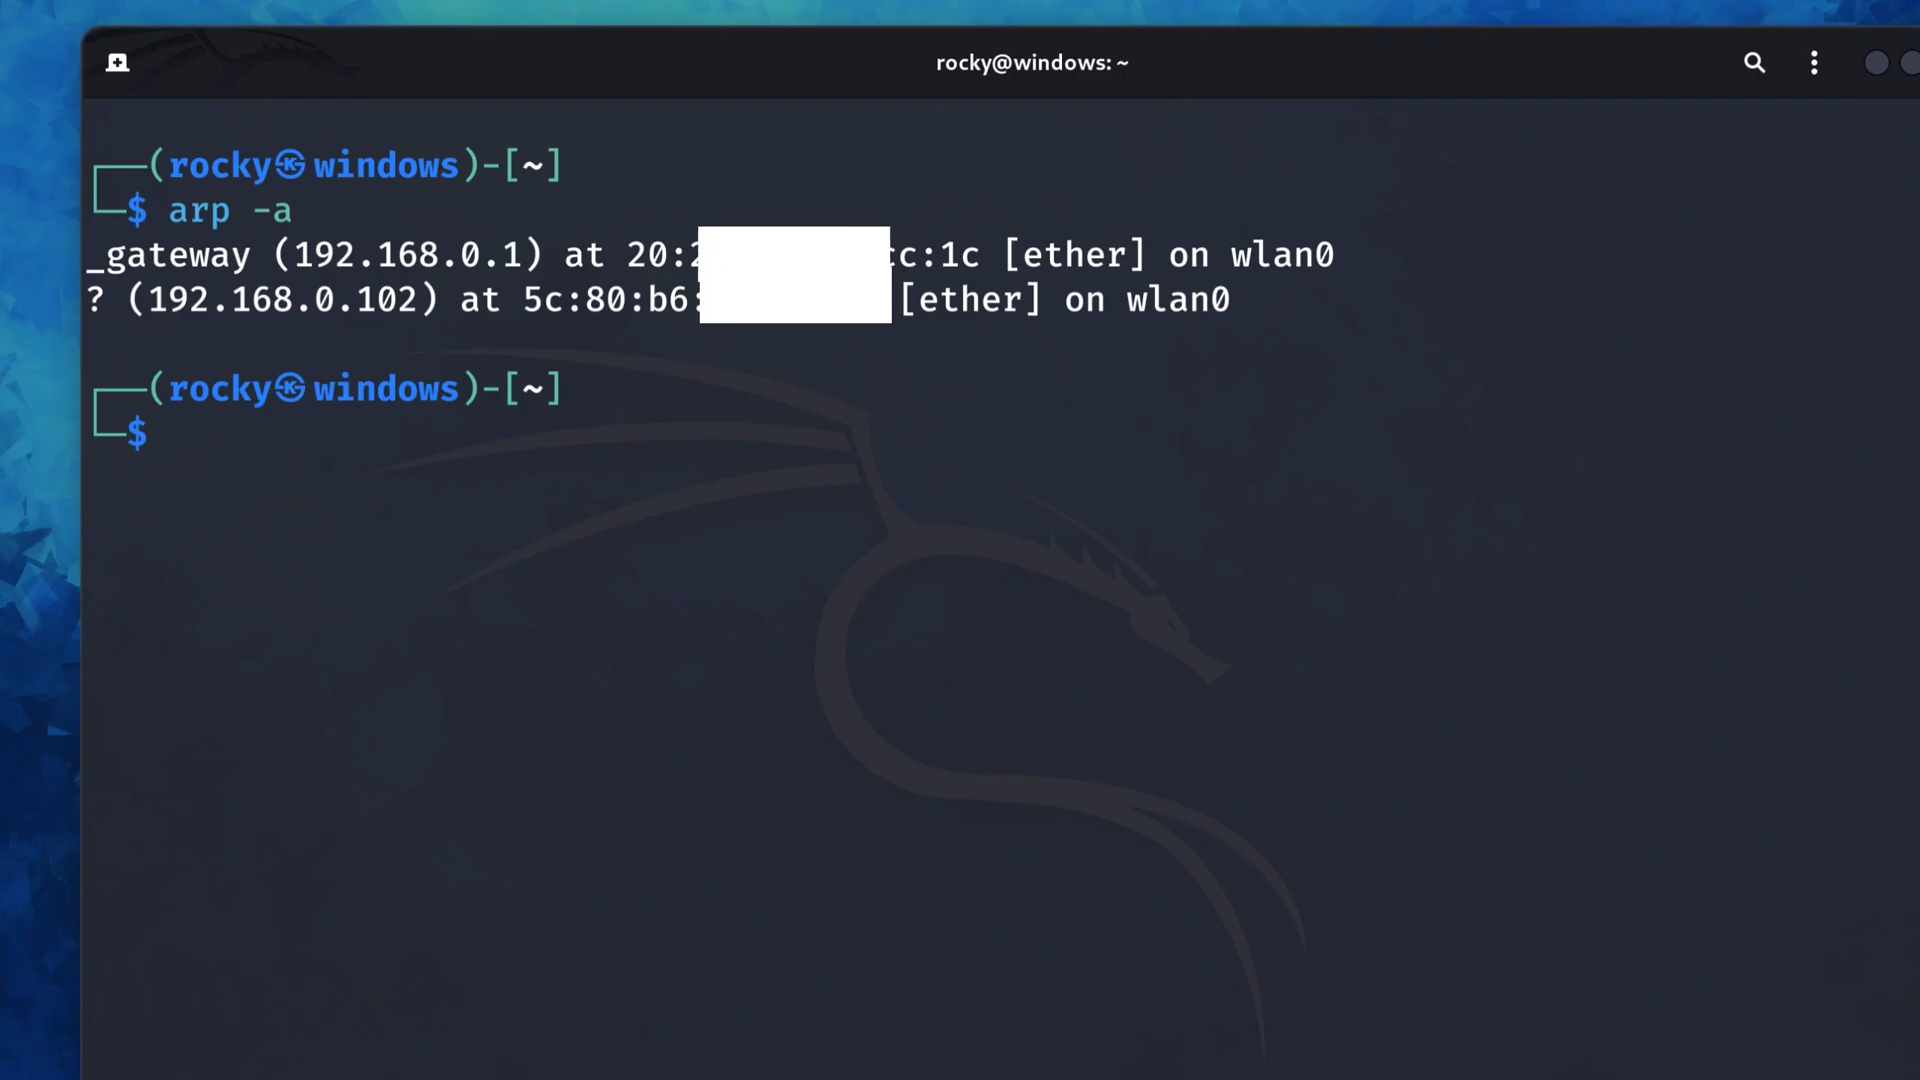 rocky@windows: ~
┌──(rocky㉿windows)-[~]
└─$ arp -a
_gateway (192.168.0.1) at 20:2 cc:1c [ether] on wlan0
? (192.168.0.102) at 5c:80:b6: [ether] on wlan0
┌──(rocky㉿windows)-[~]
└─$